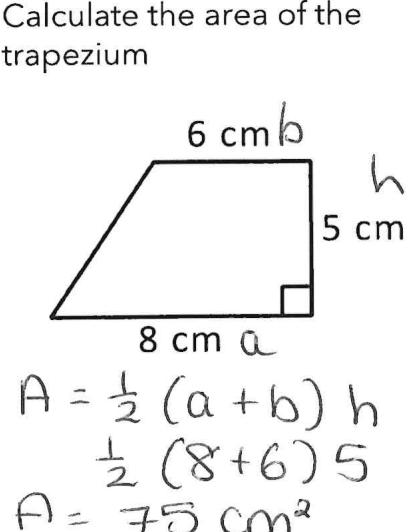 Calculate the area of the
trapezium
6 cm b
h
5 cm
8 cm a
A = ½ (a + b) h
½ (8+6) 5
A = 75 cm²